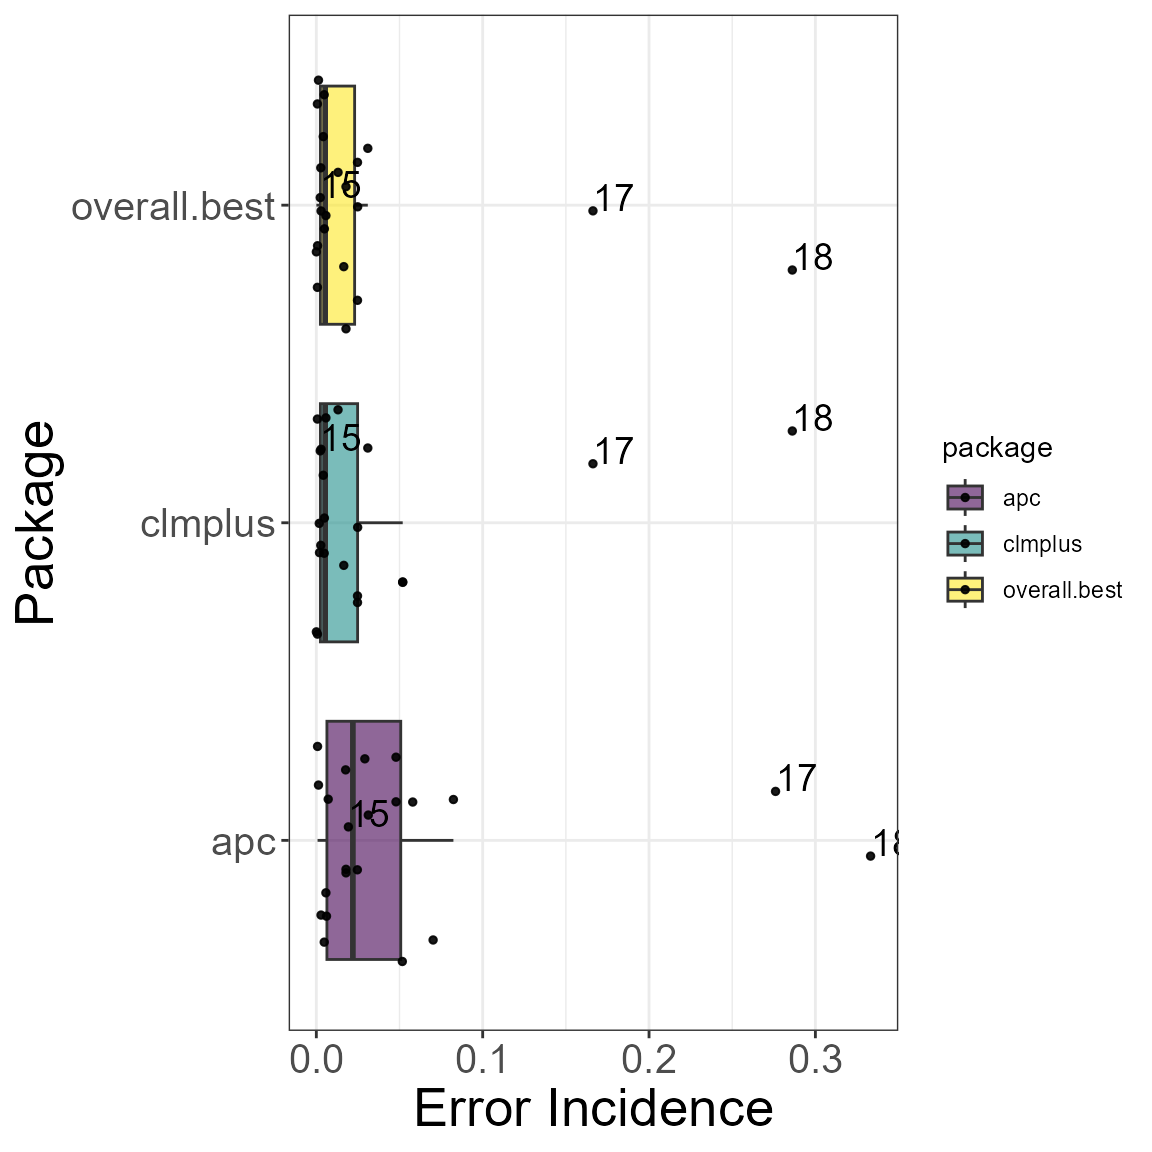 overall.best
15
17
18
clmplus
15
17
18
apc
15
17
18
0.0
0.1
0.2
0.3
Error Incidence
Package
package
apc
clmplus
overall.best